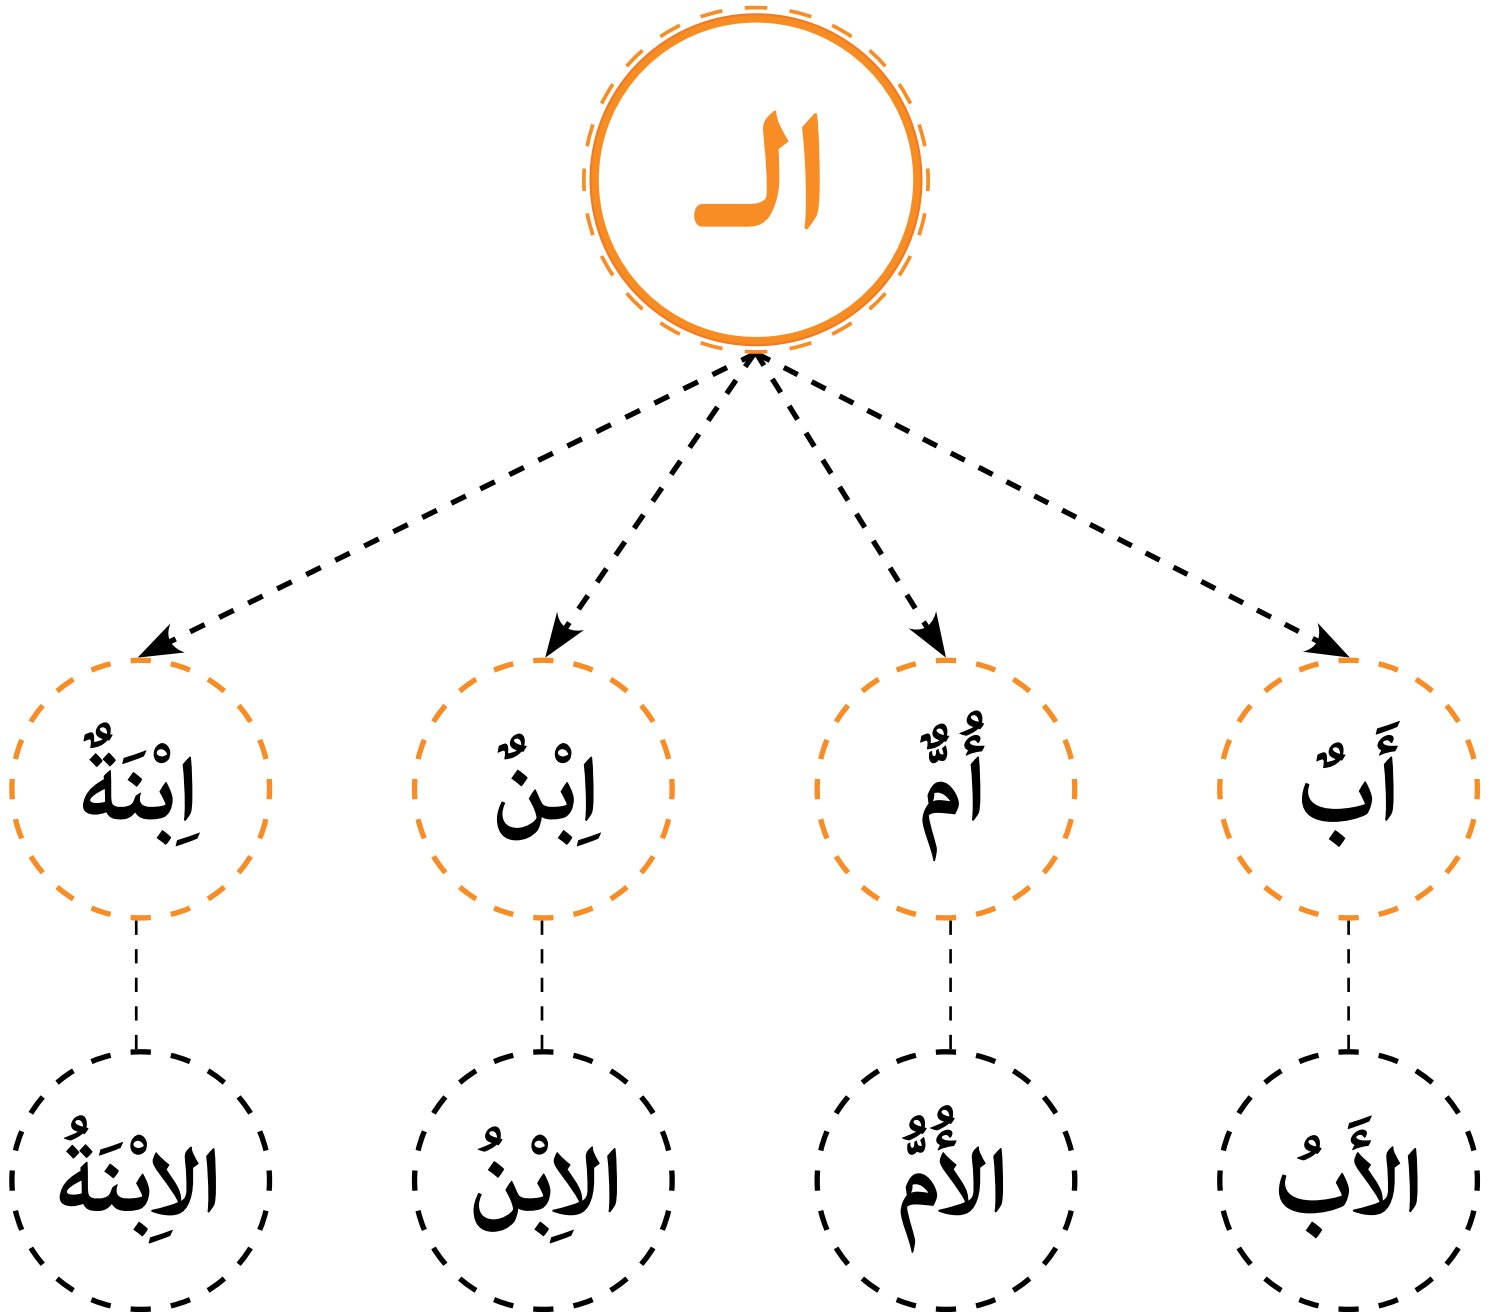 الـ
أَبٌ
أُمٌّ
اِبْنٌ
اِبْنَةٌ
الأَبُ
الأُمُّ
الاِبْنُ
الاِبْنَةُ